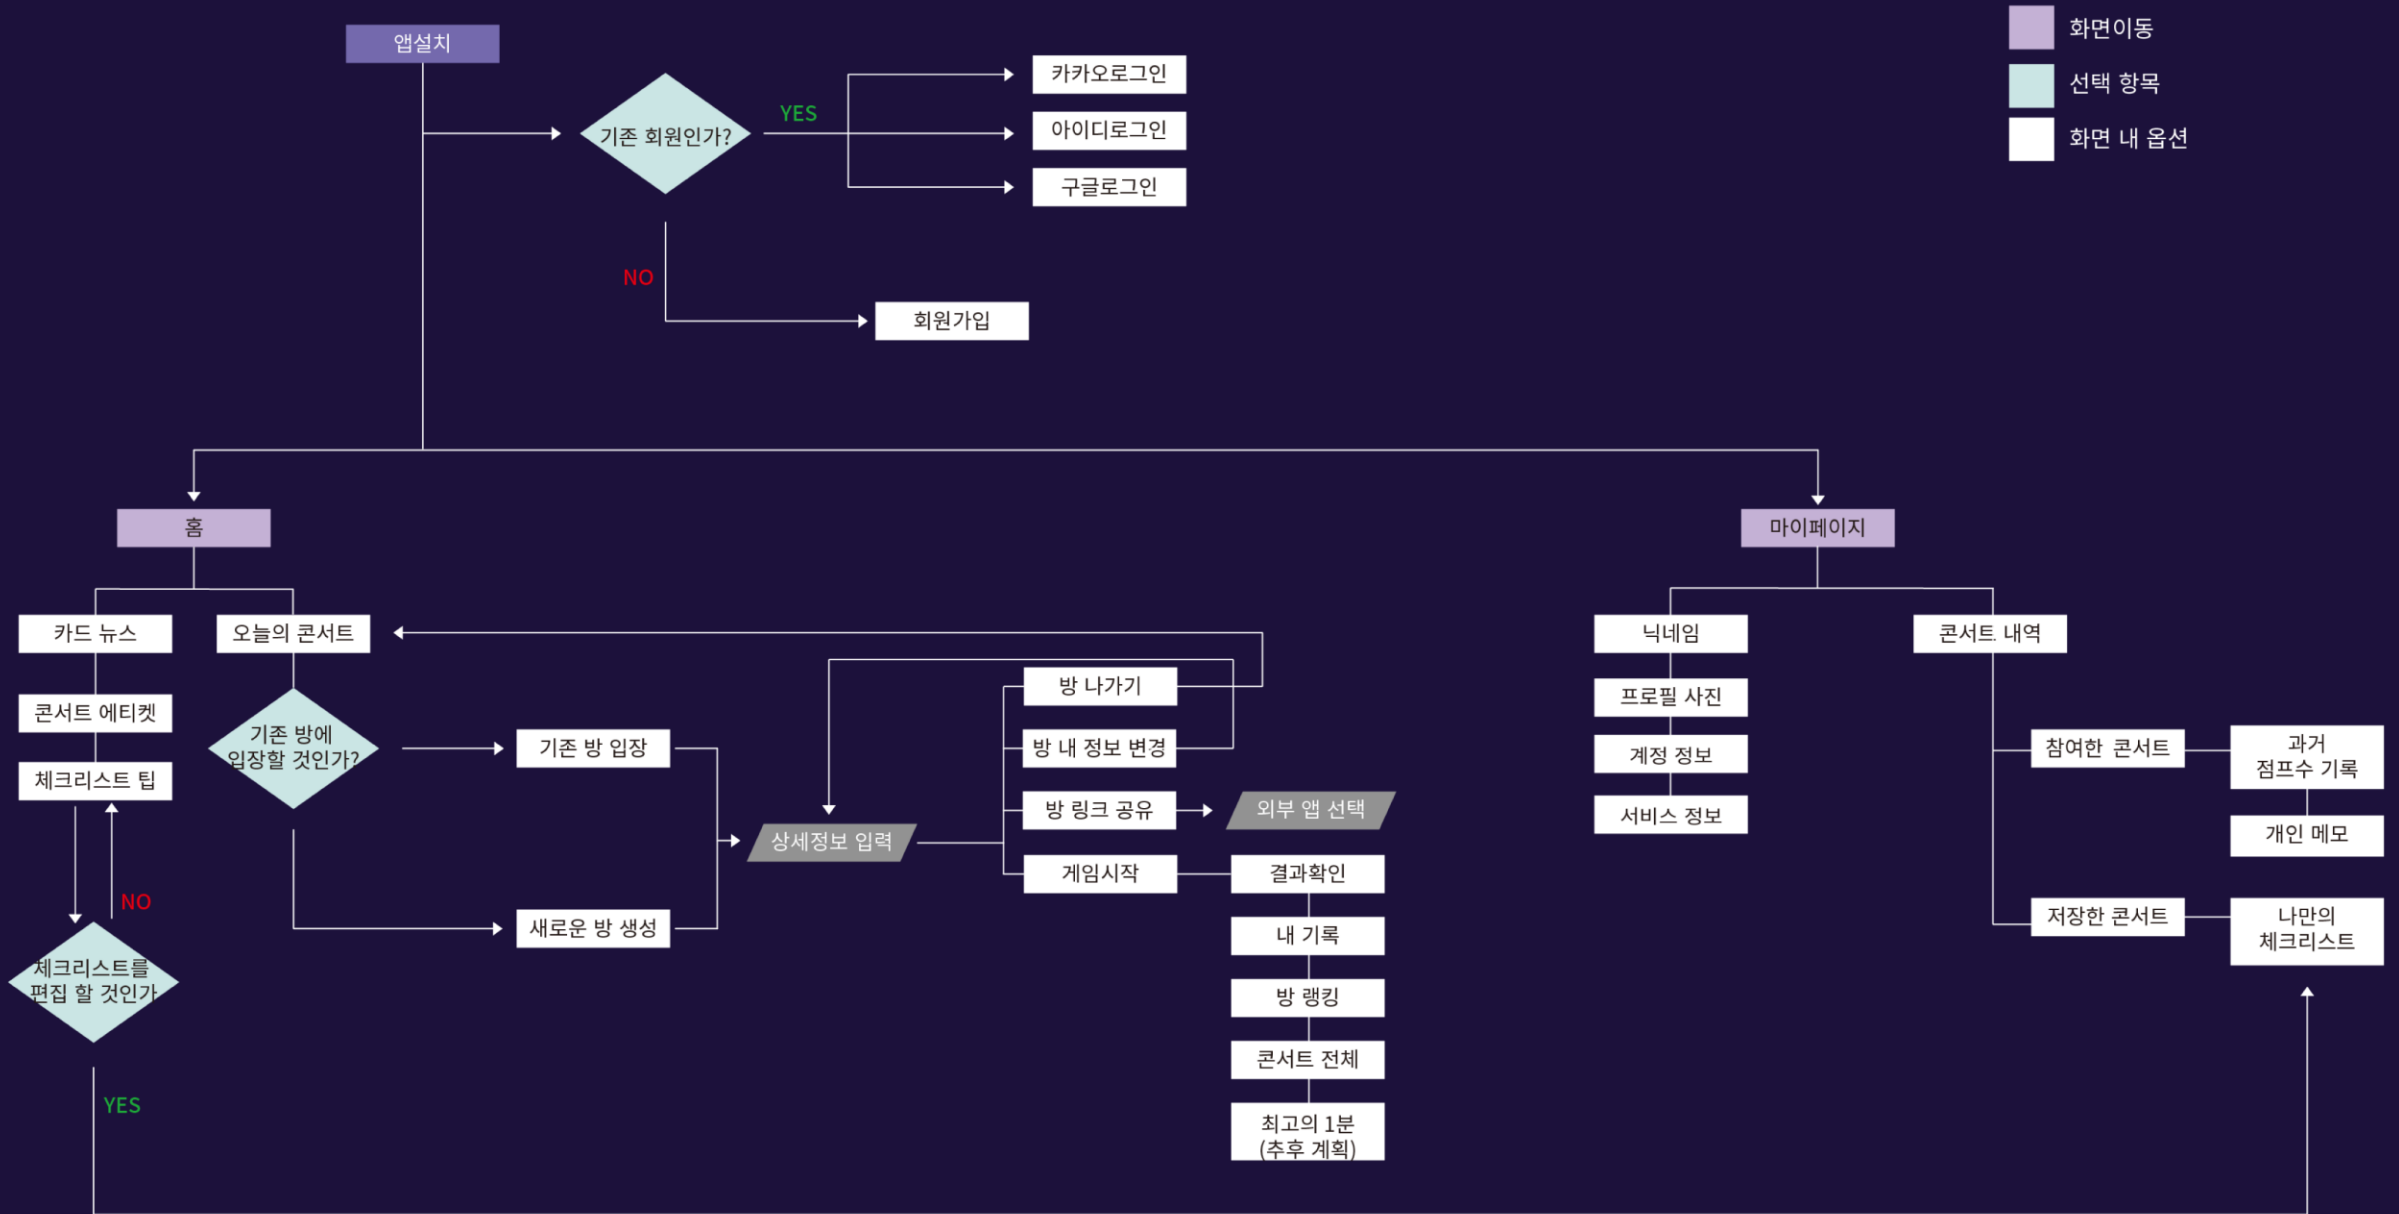 앱설치
기존 회원인가?
YES
카카오로그인
아이디로그인
구글로그인
NO
회원가입
화면이동
선택 항목
화면 내 옵션
홈
카드 뉴스
콘서트 에티켓
체크리스트 팁
NO
체크리스트를
편집 할 것인가
YES
오늘의 콘서트
기존 방에
입장할 것인가?
기존 방 입장
새로운 방 생성
상세정보 입력
방 나가기
방 내 정보 변경
방 링크 공유
외부 앱 선택
게임시작
결과확인
내 기록
방 랭킹
콘서트 전체
최고의 1분
(추후 계획)
마이페이지
닉네임
프로필 사진
계정 정보
서비스 정보
콘서트 내역
참여한 콘서트
과거
점프수 기록
개인 메모
저장한 콘서트
나만의
체크리스트